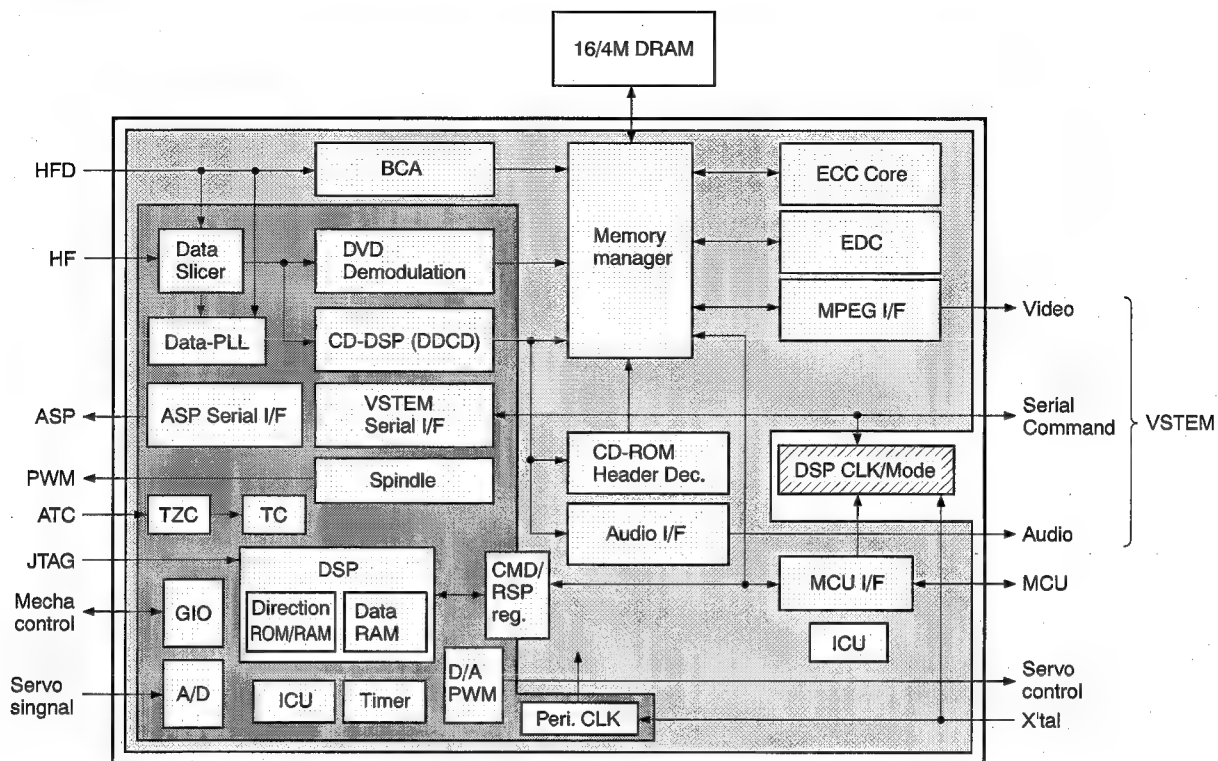 16/4M DRAM
HFD
BCA
ECC Core
HF
Data
Slicer
DVD
Demodulation
Memory
manager
EDC
MPEG I/F
Video
Data-PLL
CD-DSP (DDCD)
ASP
ASP Serial I/F
VSTEM
Serial I/F
Serial
Command
VSTEM
CD-ROM
Header Dec.
DSP CLK/Mode
PWM
Spindle
ATC
TZC
TC
Audio I/F
Audio
JTAG
DSP
CMD/
RSP
reg.
MCU I/F
MCU
Mecha
control
GIO
Direction
ROM/RAM
Data
RAM
ICU
Servo
singnal
A/D
ICU
Timer
D/A
PWM
Servo
control
Peri. CLK
X'tal